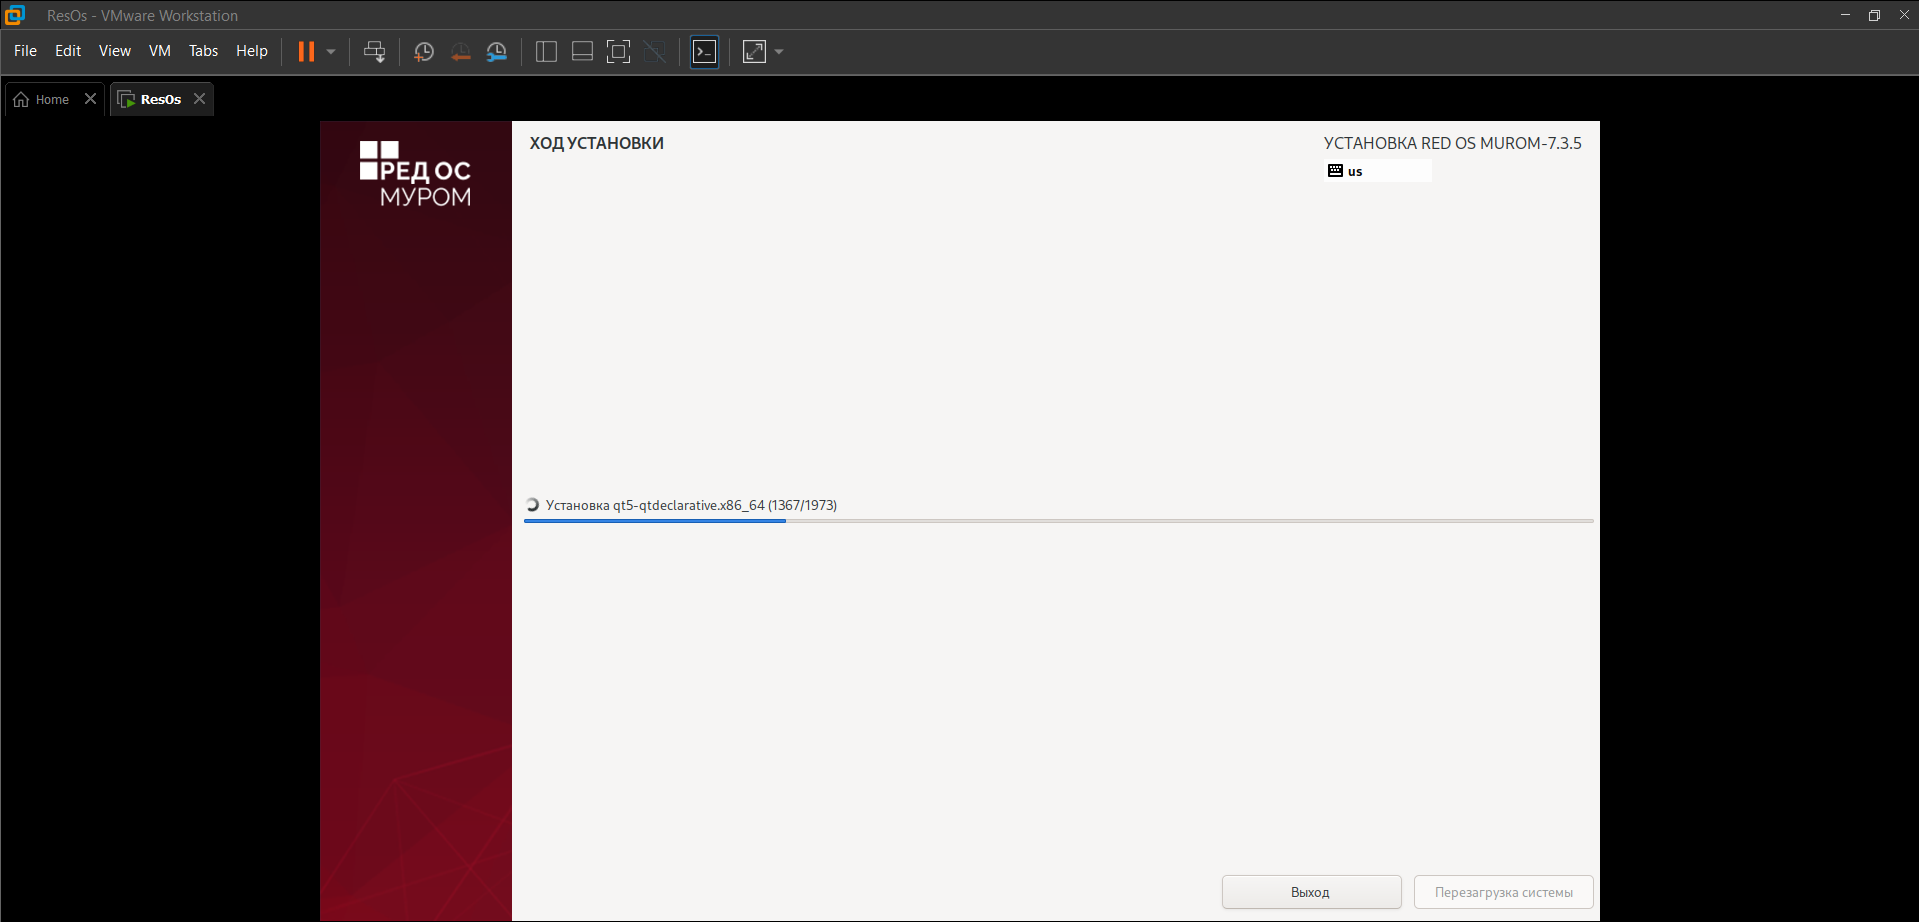 ResOs - VMware Workstation
File Edit View VM Tabs Help
Home ResOs
РЕД ОС
МУРОМ
ХОД УСТАНОВКИ
УСТАНОВКА RED OS MUROM-7.3.5
us
Установка qt5-qtdeclarative.x86_64 (1367/1973)
Выход Перезагрузка системы